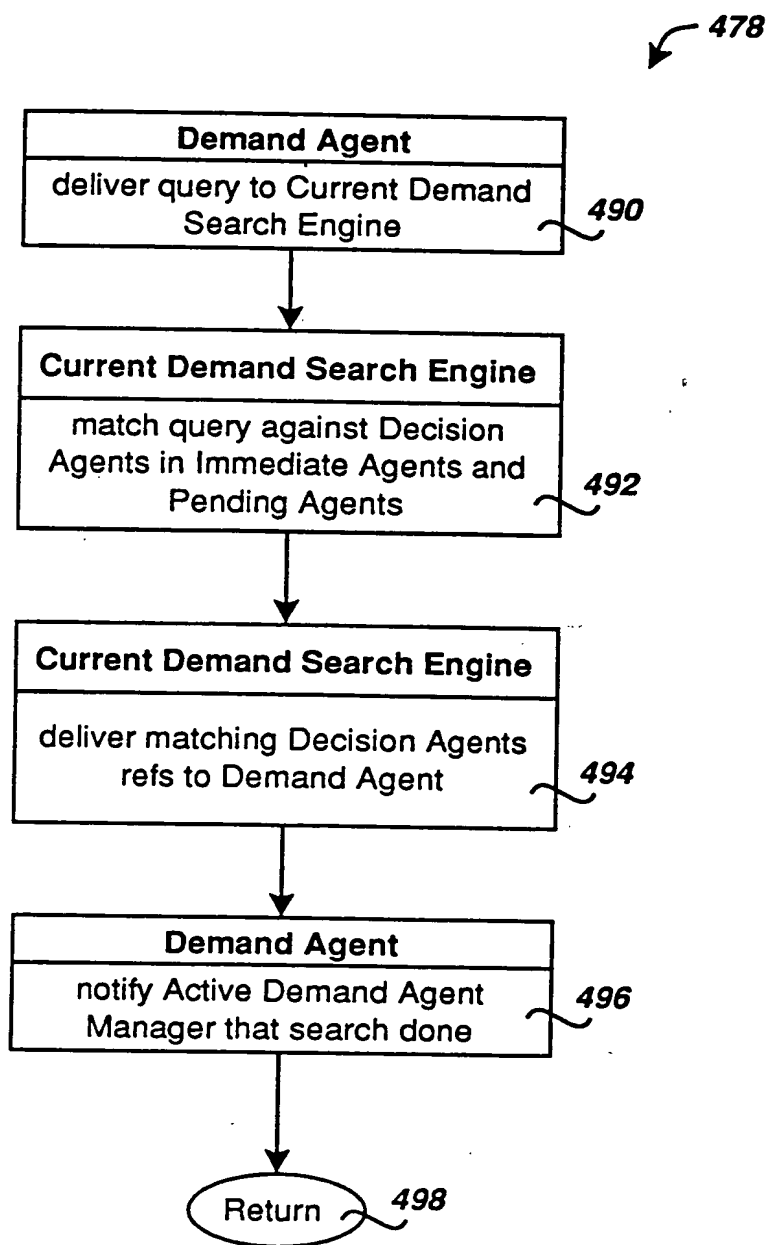 478
Demand Agent
deliver query to Current Demand
Search Engine
490
Current Demand Search Engine
match query against Decision
Agents in Immediate Agents and
Pending Agents
492
Current Demand Search Engine
deliver matching Decision Agents
refs to Demand Agent
494
Demand Agent
notify Active Demand Agent
Manager that search done
496
Return
498